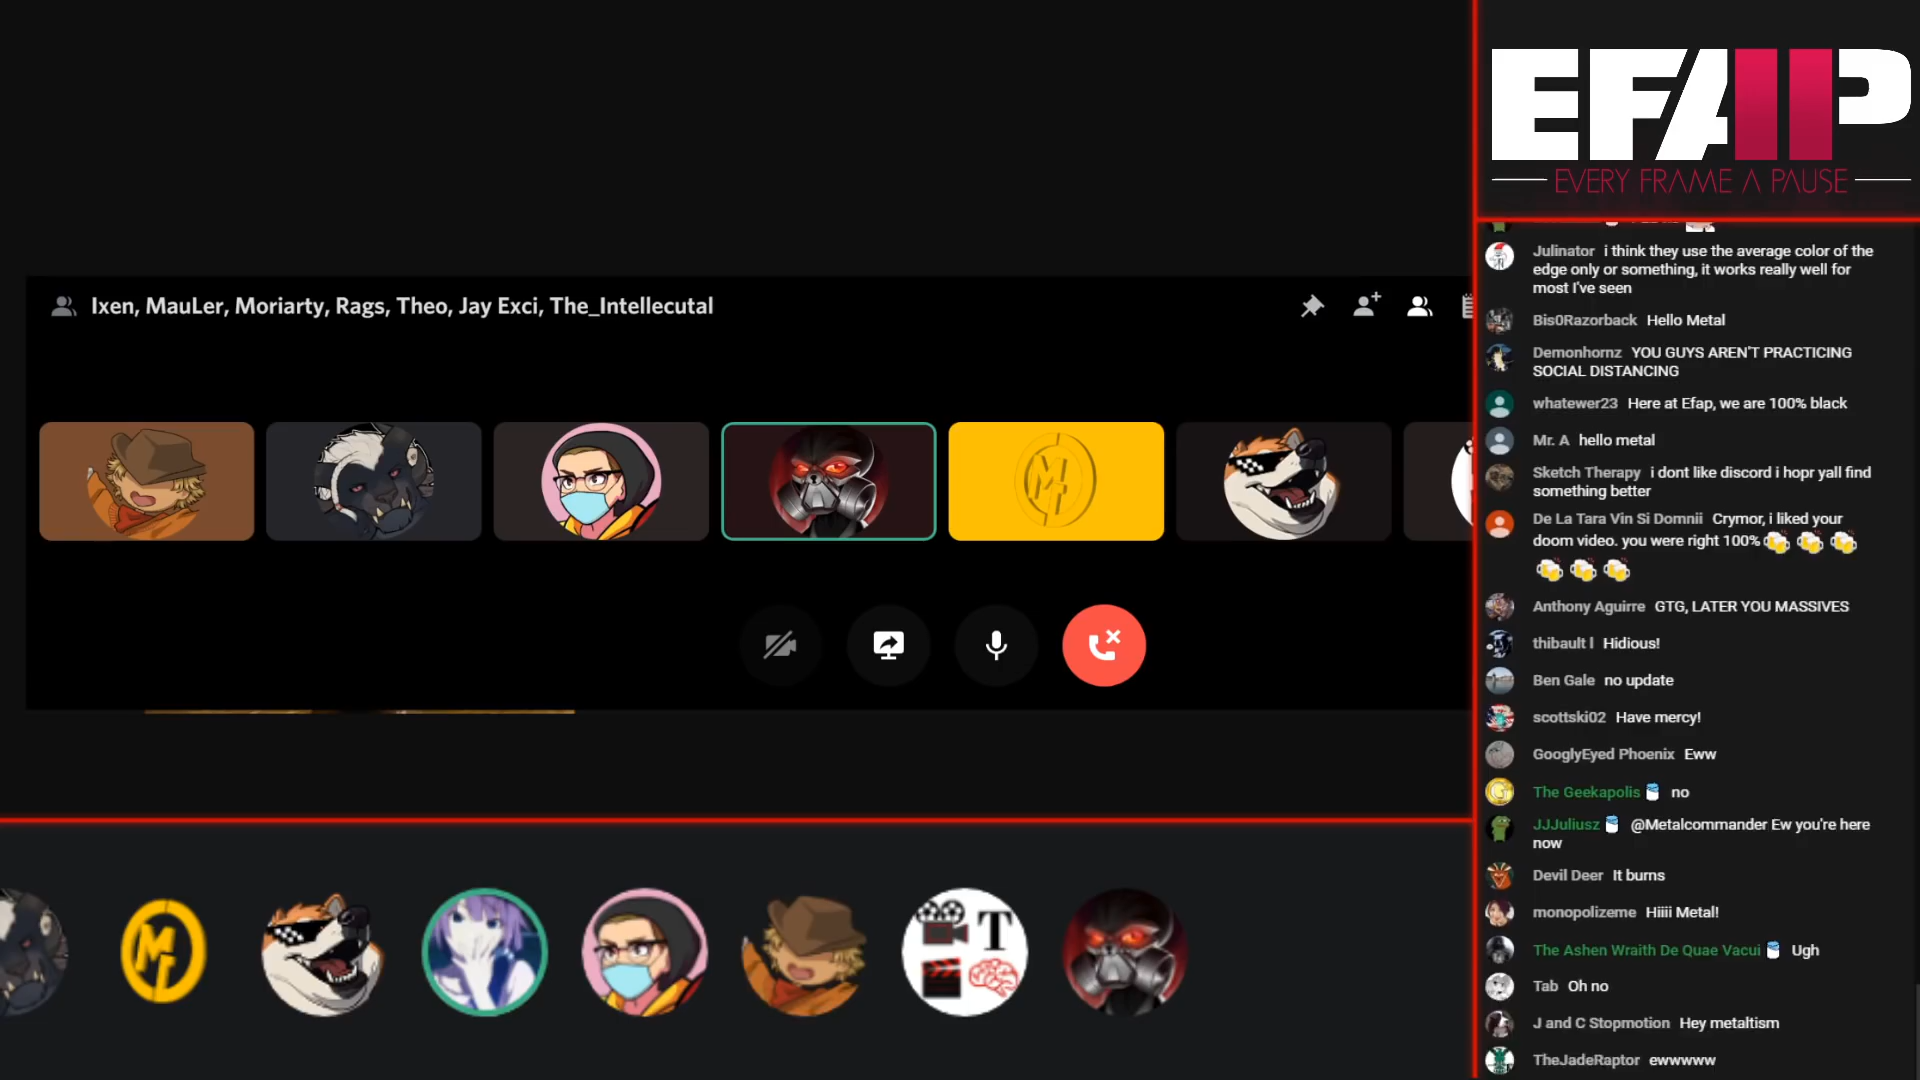 EFAP
EVERY FRAME A PAUSE
Ixen, MauLer, Moriarty, Rags, Theo, Jay Exci, The_Intellecutal
Julinator i think they use the average color of the
edge only or something, it works really well for
most I've seen
Bis0Razorback Hello Metal
Demonhornz YOU GUYS AREN'T PRACTICING
SOCIAL DISTANCING
whatewer23 Here at Efap, we are 100% black
Mr. A hello metal
Sketch Therapy i dont like discord i hopr yall find
something better
De La Tara Vin Si Domnii Crymor, i liked your
doom video. you were right 100%
Anthony Aguirre GTG, LATER YOU MASSIVES
thibault l Hidious!
Ben Gale no update
scottski02 Have mercy!
GooglyEyed Phoenix Eww
The Geekapolis no
JJJuliusz @Metalcommander Ew you're here
now
Devil Deer It burns
monopolizeme Hiiii Metal!
The Ashen Wraith De Quae Vacui Ugh
Tab Oh no
J and C Stopmotion Hey metaltism
TheJadeRaptor ewwwww
T